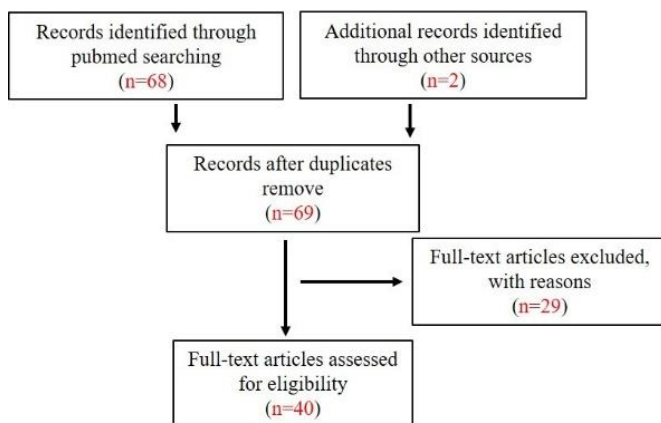 Records identified through
pubmed searching
(n=68)
Additional records identified
through other sources
(n=2)
Records after duplicates
remove
(n=69)
Full-text articles excluded,
with reasons
(n=29)
Full-text articles assessed
for eligibility
(n=40)